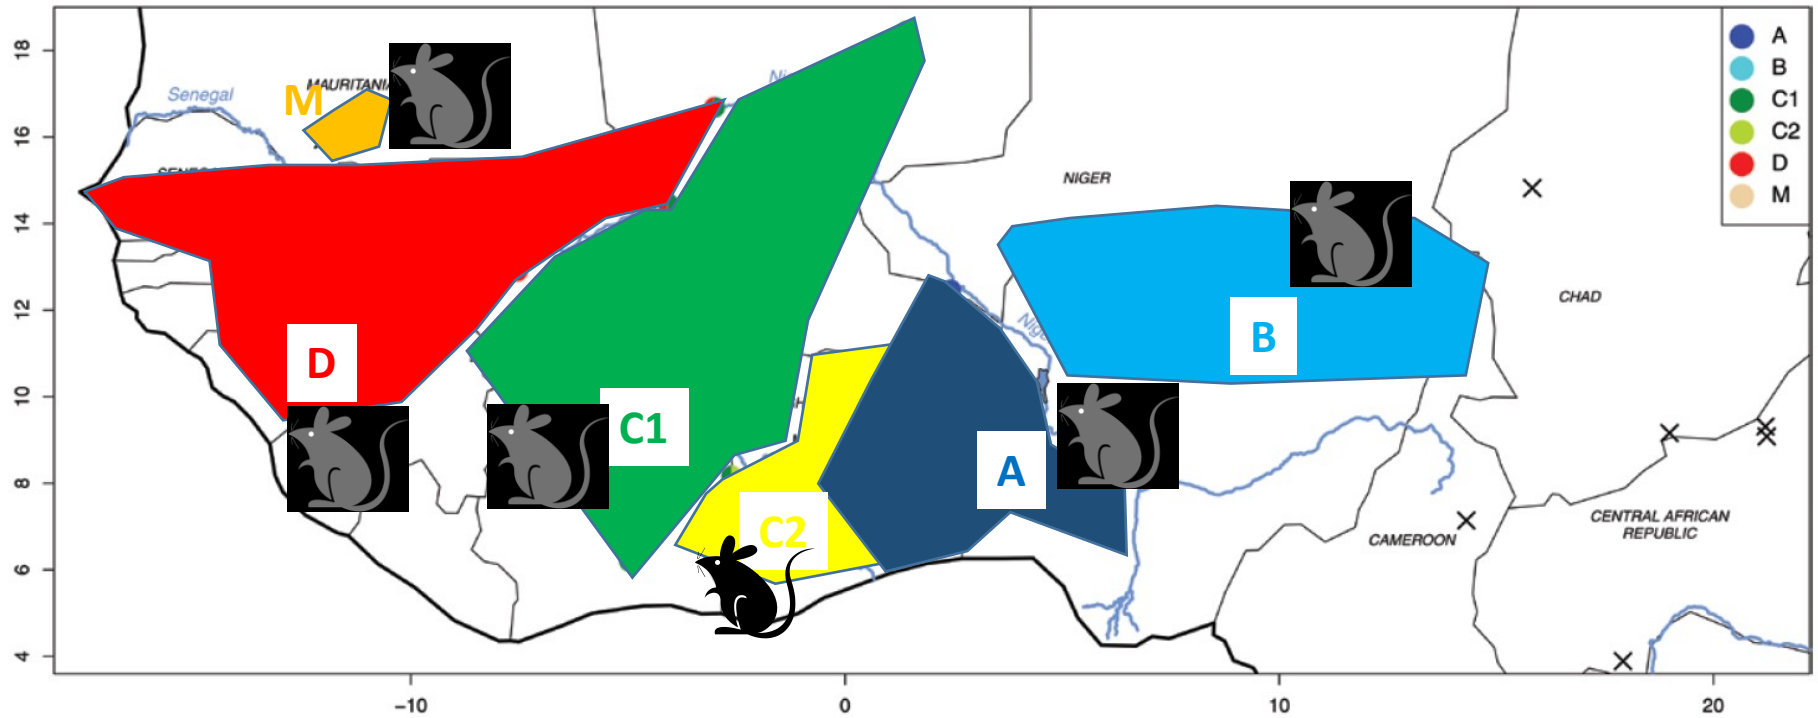 18
16
14
12
10
8
6
4
-10
0
10
20
Senegal
MAURITANIA
M
NIGER
CHAD
D
C1
C2
A
B
CAMEROON
CENTRAL AFRICAN
REPUBLIC
A
B
C1
C2
D
M